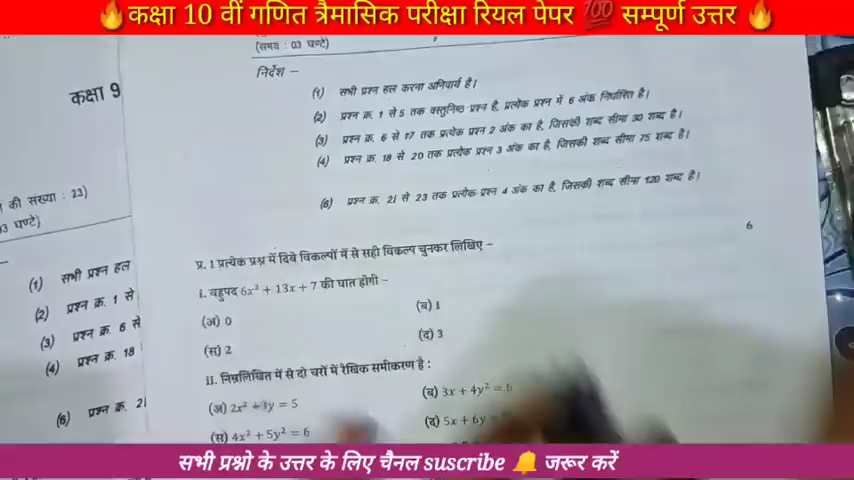 🔥कक्षा 10 वीं गणित त्रैमासिक परीक्षा रियल पेपर 💯 सम्पूर्ण उत्तर 🔥
(समय : 03 घण्टे)
निर्देश –
(1) सभी प्रश्न हल करना अनिवार्य है।
(2) प्रश्न क्र. 1 से 5 तक वस्तुनिष्ठ प्रश्न है, प्रत्येक प्रश्न में 6 अंक निर्धारित है।
(3) प्रश्न क्र. 6 से 17 तक प्रत्येक प्रश्न 2 अंक का है, जिसकी शब्द सीमा 30 शब्द है।
(4) प्रश्न क्र. 18 से 20 तक प्रत्येक प्रश्न 3 अंक का है, जिसकी शब्द सीमा 75 शब्द है।
(6) प्रश्न क्र. 21 से 23 तक प्रत्येक प्रश्न 4 अंक का है, जिसकी शब्द सीमा 120 शब्द है।
6
प्र. 1 प्रत्येक प्रश्न में दिये विकल्पों में से सही विकल्प चुनकर लिखिए –
i. बहुपद 6x² + 13x + 7 की घात होगी –
(अ) 0 (ब) 1
(स) 2 (द) 3
ii. निम्नलिखित में से दो चरों में रैखिक समीकरण है :
(अ) 2x² + 3y = 5 (ब) 3x + 4y² = 6
(स) 4x² + 5y² = 6 (द) 5x + 6y =
कक्षा 9
की संख्या : 23)
03 घण्टे)
(1) सभी प्रश्न हल
(2) प्रश्न क्र. 1 से
(3) प्रश्न क्र. 6 से
(4) प्रश्न क्र. 18
(6) प्रश्न क्र. 21
सभी प्रश्नो के उत्तर के लिए चैनल suscribe 🔔 जरूर करें